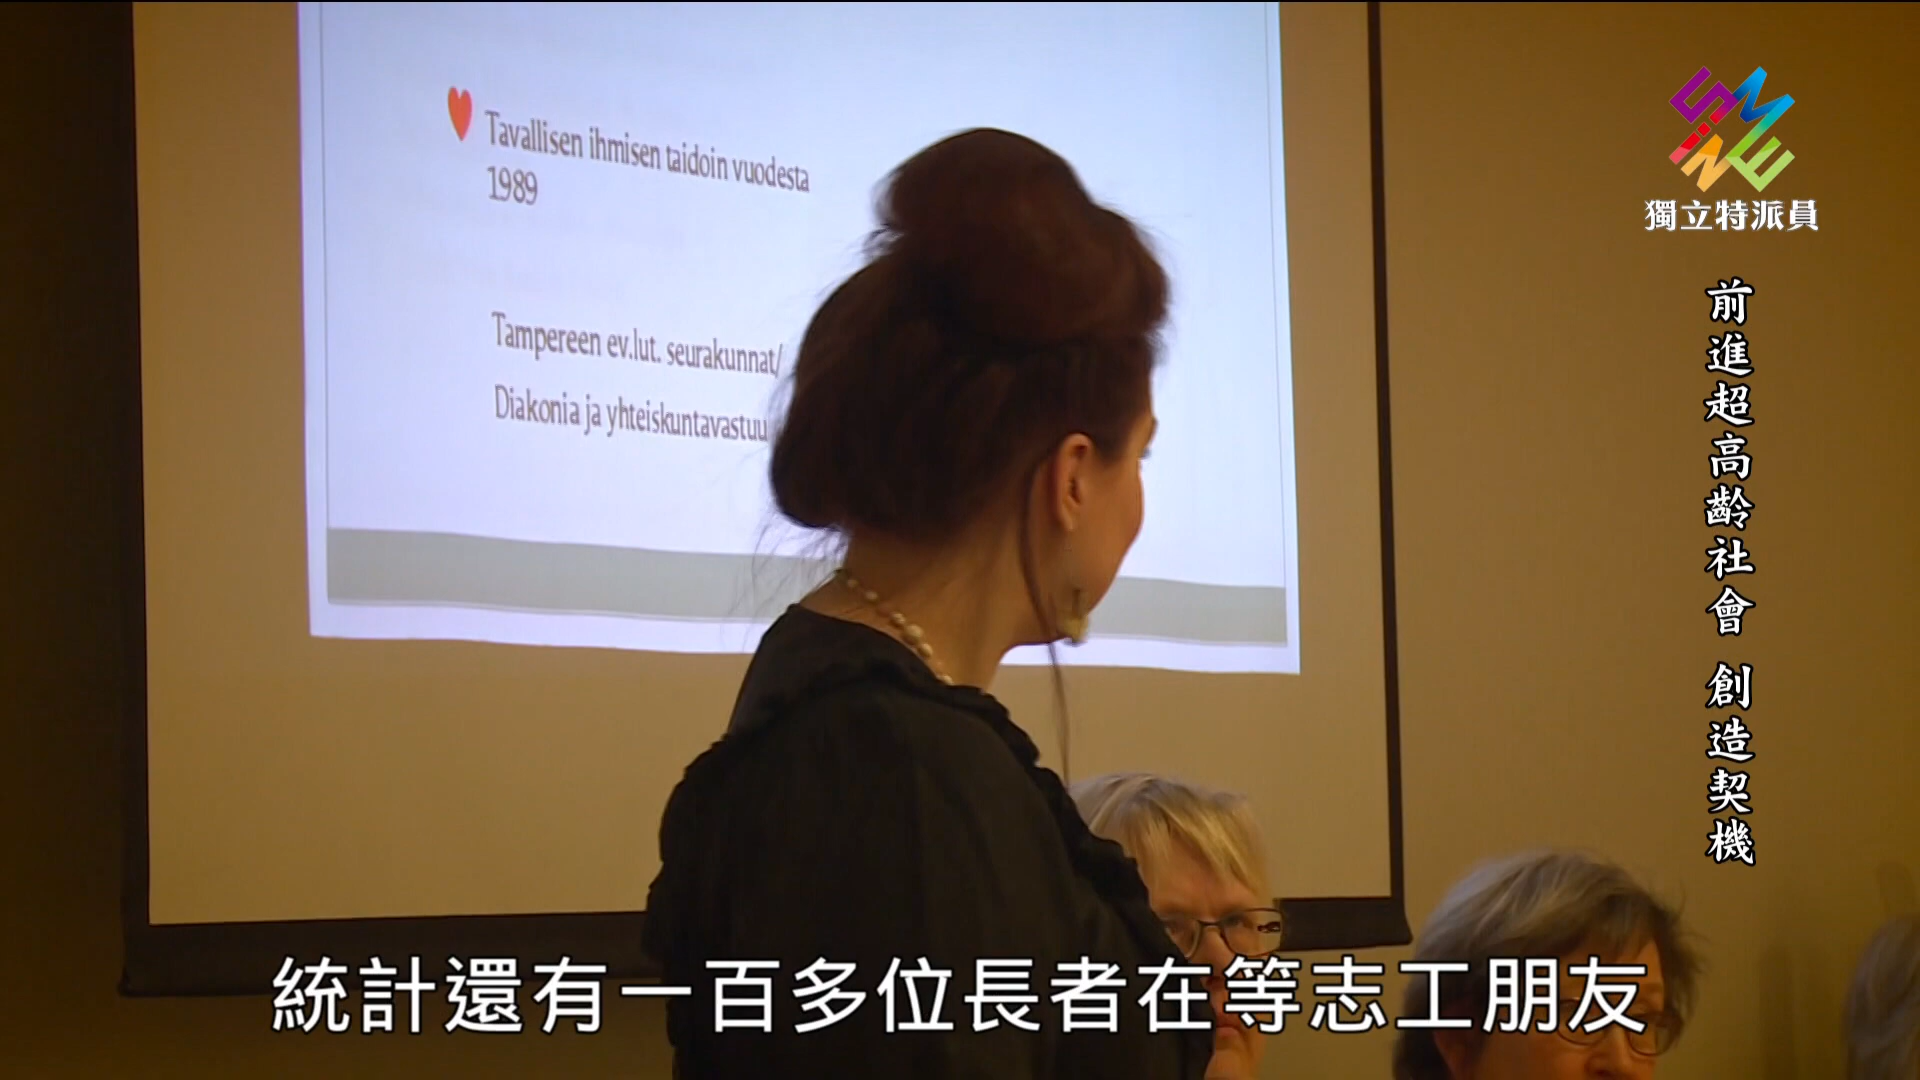 Tavallisen ihmisen taidoin vuodesta
1989
Tampereen ev.lut. seurakunnat/
Diakonia ja yhteiskuntavastuu
獨立特派員
前進超高齡社會 創造契機
統計還有一百多位長者在等志工朋友